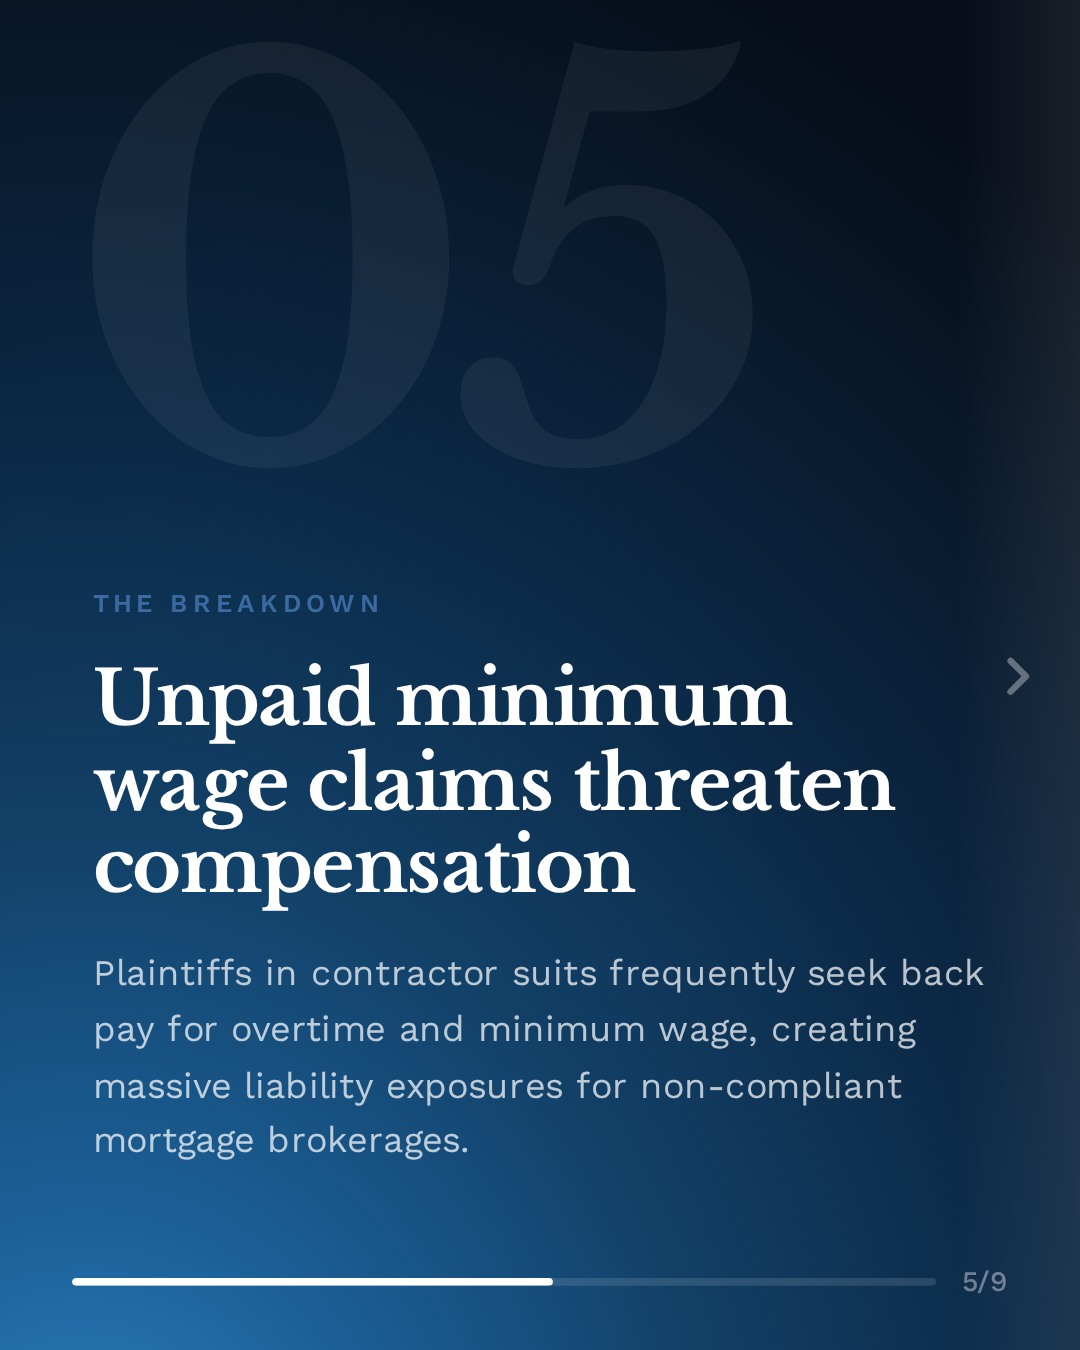 05
THE BREAKDOWN
Unpaid minimum
wage claims threaten
compensation
Plaintiffs in contractor suits frequently seek back
pay for overtime and minimum wage, creating
massive liability exposures for non-compliant
mortgage brokerages.
5/9